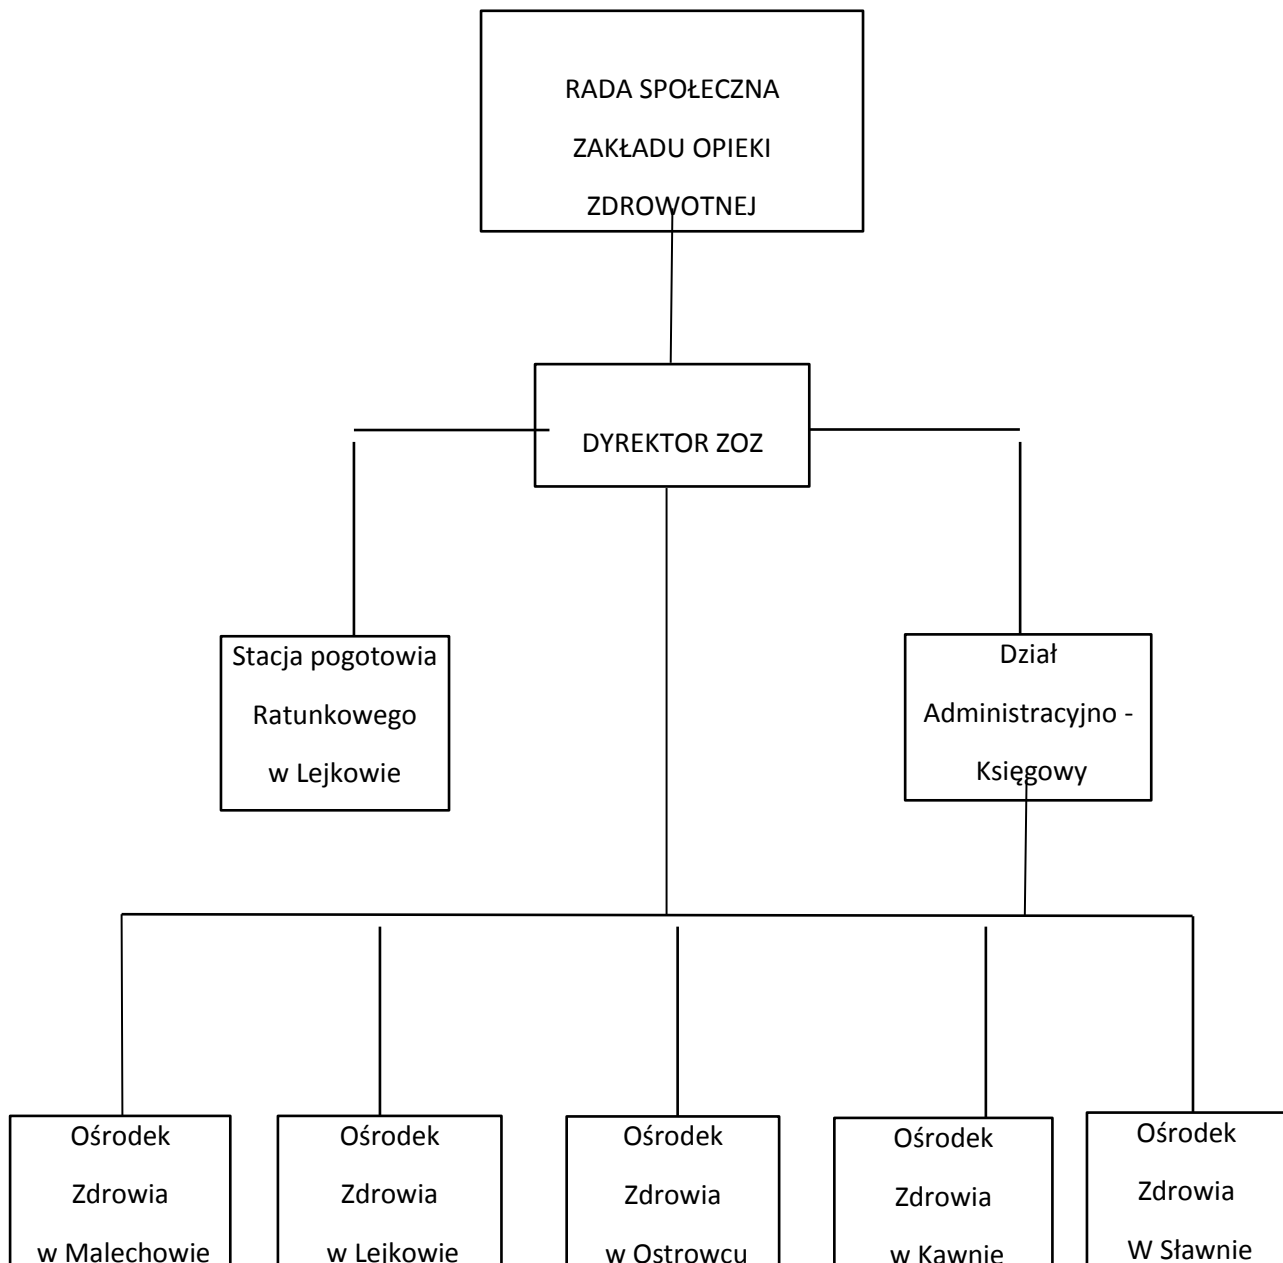 RADA SPOŁECZNA
ZAKŁADU OPIEKI
ZDROWOTNEJ
DYREKTOR ZOZ
Stacja pogotowia
Ratunkowego
w Lejkowie
Dział
Administracyjno -
Księgowy
Ośrodek
Zdrowia
w Malechowie
Ośrodek
Zdrowia
w Lejkowie
Ośrodek
Zdrowia
w Ostrowcu
Ośrodek
Zdrowia
w Kawnie
Ośrodek
Zdrowia
W Sławnie